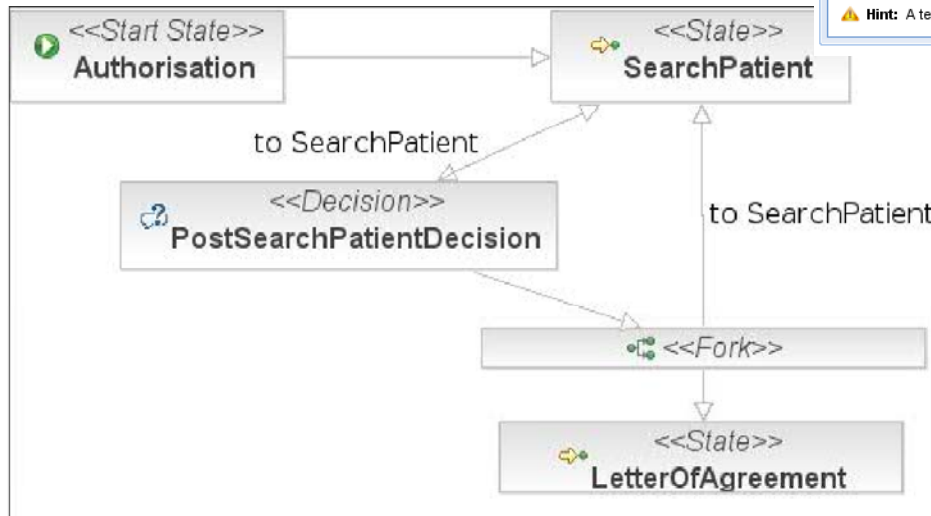 <<Start State>>
Authorisation
<<State>>
SearchPatient
Hint: A te
to SearchPatient
<<Decision>>
PostSearchPatientDecision
to SearchPatient
<<Fork>>
<<State>>
LetterOfAgreement